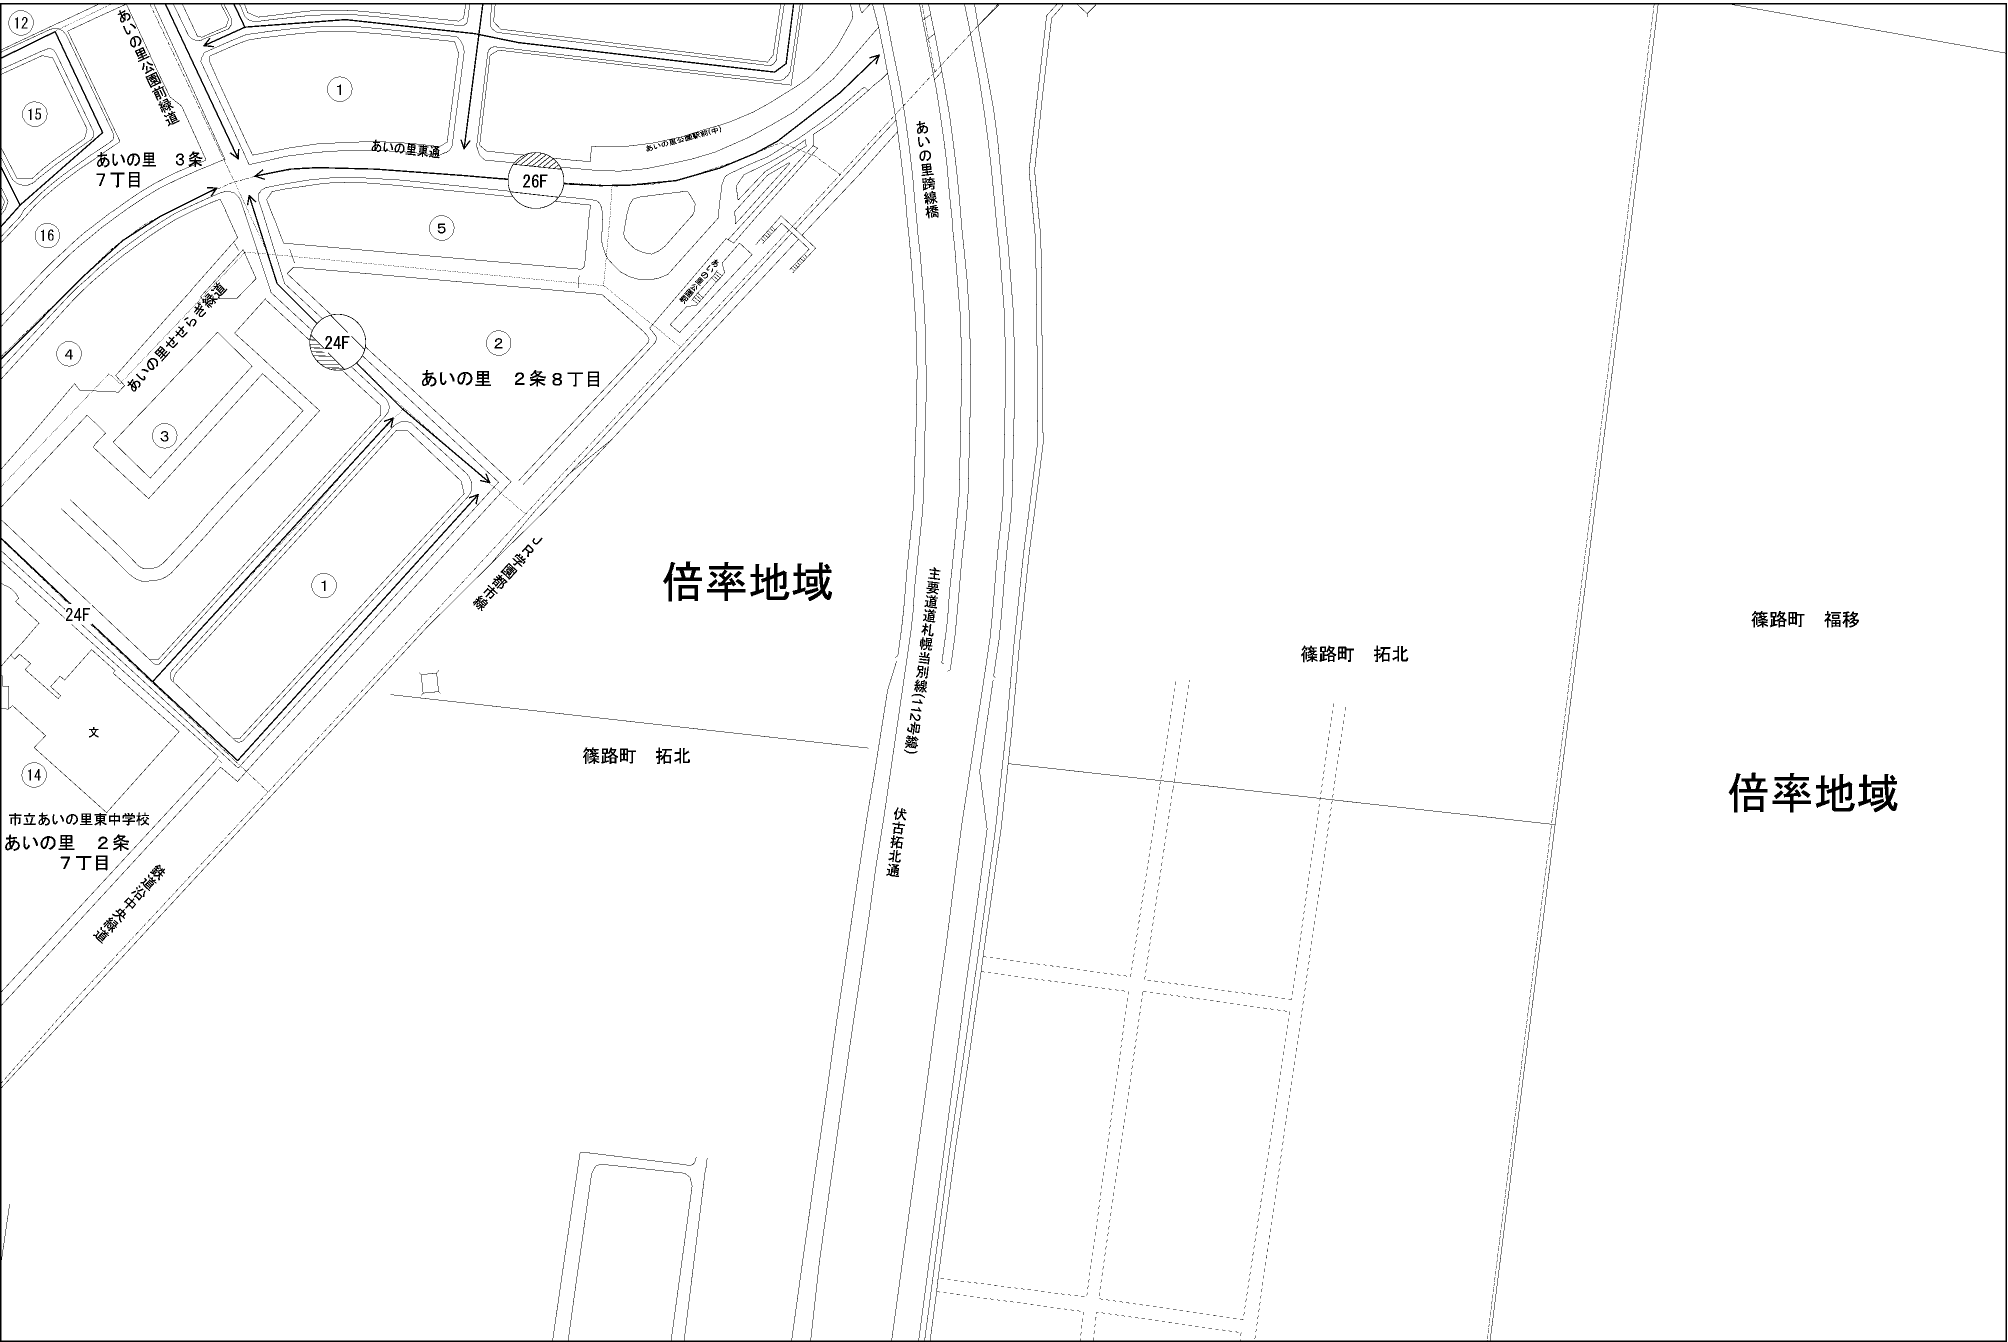 12
あいの里公園前緑道
15
1
あいの里東通
あいの里公園駅前(中)
あいの里跨線橋
あいの里　３条
７丁目
26F
16
5
あいの里公園駅
あいの里せせらぎ緑道
24F
2
4
あいの里　２条８丁目
3
JR学園都市線
倍率地域
1
主要道道札幌当別線(112号線)
24F
篠路町　福移
篠路町　拓北
文
篠路町　拓北
14
倍率地域
市立あいの里東中学校
あいの里　２条
７丁目
伏古拓北通
鉄道沿中央緑道